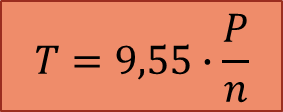 T = 9,55 · P/n